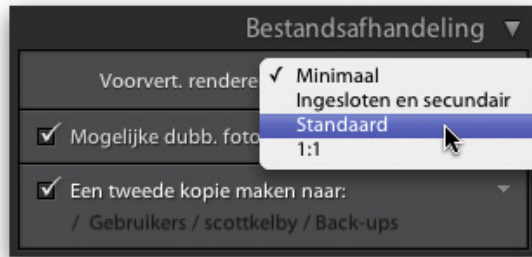 Bestandsafhandeling
Voorvert. rendere
Minimaal
Ingesloten en secundair
Standaard
1:1
Mogelijke dubb. foto
Een tweede kopie maken naar:
/ Gebruikers / scottkelby / Back-ups